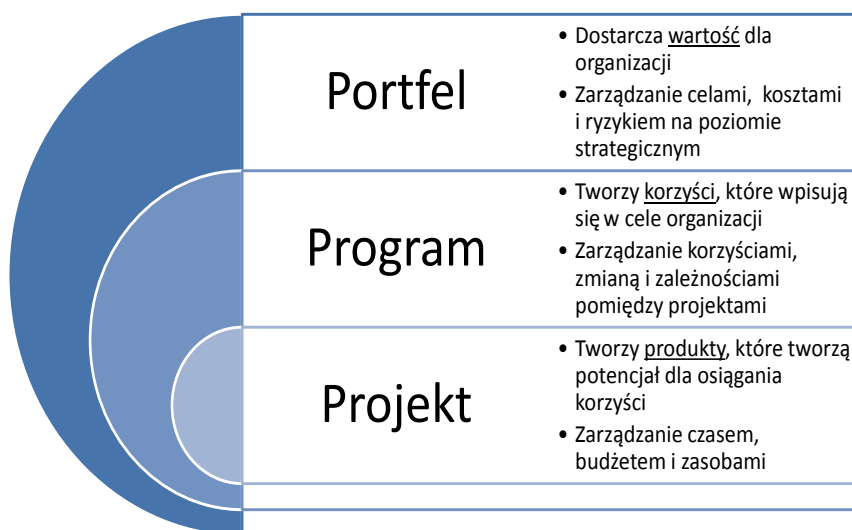 Portfel
• Dostarcza wartość dla
organizacji
• Zarządzanie celami, kosztami
i ryzykiem na poziomie
strategicznym
Program
• Tworzy korzyści, które wpisują
się w cele organizacji
• Zarządzanie korzyściami,
zmianą i zależnościami
pomiędzy projektami
Projekt
• Tworzy produkty, które tworzą
potencjał dla osiągania
korzyści
• Zarządzanie czasem,
budżetem i zasobami